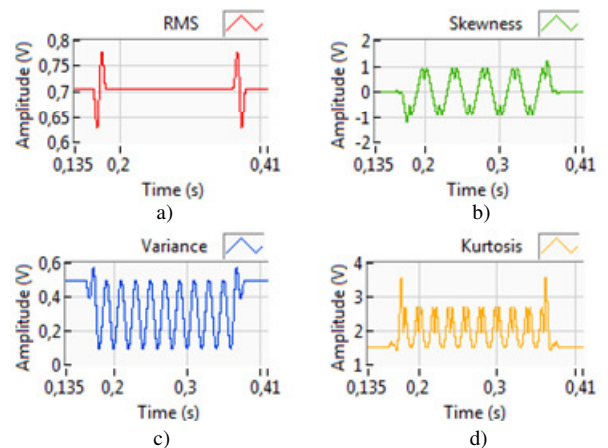 RMS
Amplitude (V)
0,8
0,75
0,7
0,65
0,6
0,135 0,2 0,41
Time (s)
a)
Skewness
Amplitude (V)
2
1
0
-1
-2
0,135 0,2 0,3 0,41
Time (s)
b)
Variance
Amplitude (V)
0,6
0,4
0,2
0
0,135 0,2 0,3 0,41
Time (s)
c)
Kurtosis
Amplitude (V)
4
3
2
1
0,135 0,2 0,3 0,41
Time (s)
d)